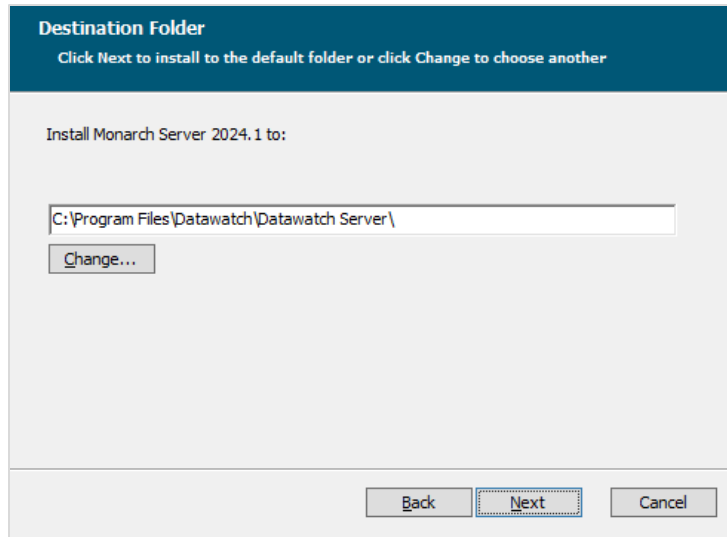 Destination Folder
Click Next to install to the default folder or click Change to choose another
Install Monarch Server 2024.1 to:
C:\Program Files\Datawatch\Datawatch Server\
Change...
Back Next Cancel